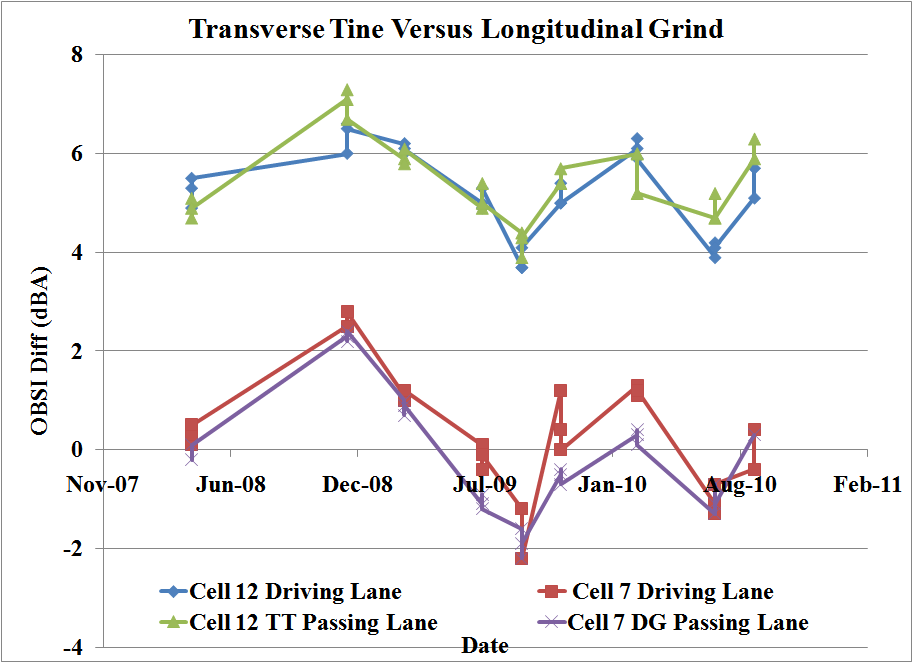 Transverse Tine Versus Longitudinal Grind
8
6
4
2
0
-2
-4
OBSI Diff (dBA)
Nov-07 Jun-08 Dec-08 Jul-09 Jan-10 Aug-10 Feb-11
Cell 12 Driving Lane Cell 7 Driving Lane
Cell 12 TT Passing Lane Cell 7 DG Passing Lane
Date